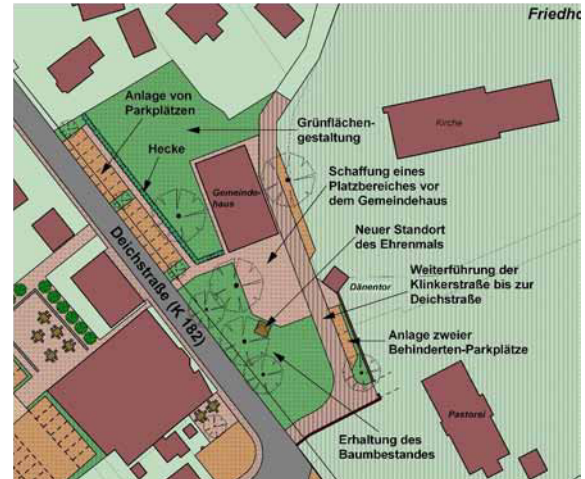 Friedho
Anlage von
Parkplätzen
Hecke
Grünflächen-
gestaltung
Kirche
Gemeinde-
haus
Schaffung eines
Platzbereiches vor
dem Gemeindehaus
Neuer Standort
des Ehrenmals
Dänentor
Weiterführung der
Klinkerstraße bis zur
Deichstraße
Deichstraße (K 182)
Anlage zweier
Behinderten-Parkplätze
Pastorei
Erhaltung des
Baumbestandes